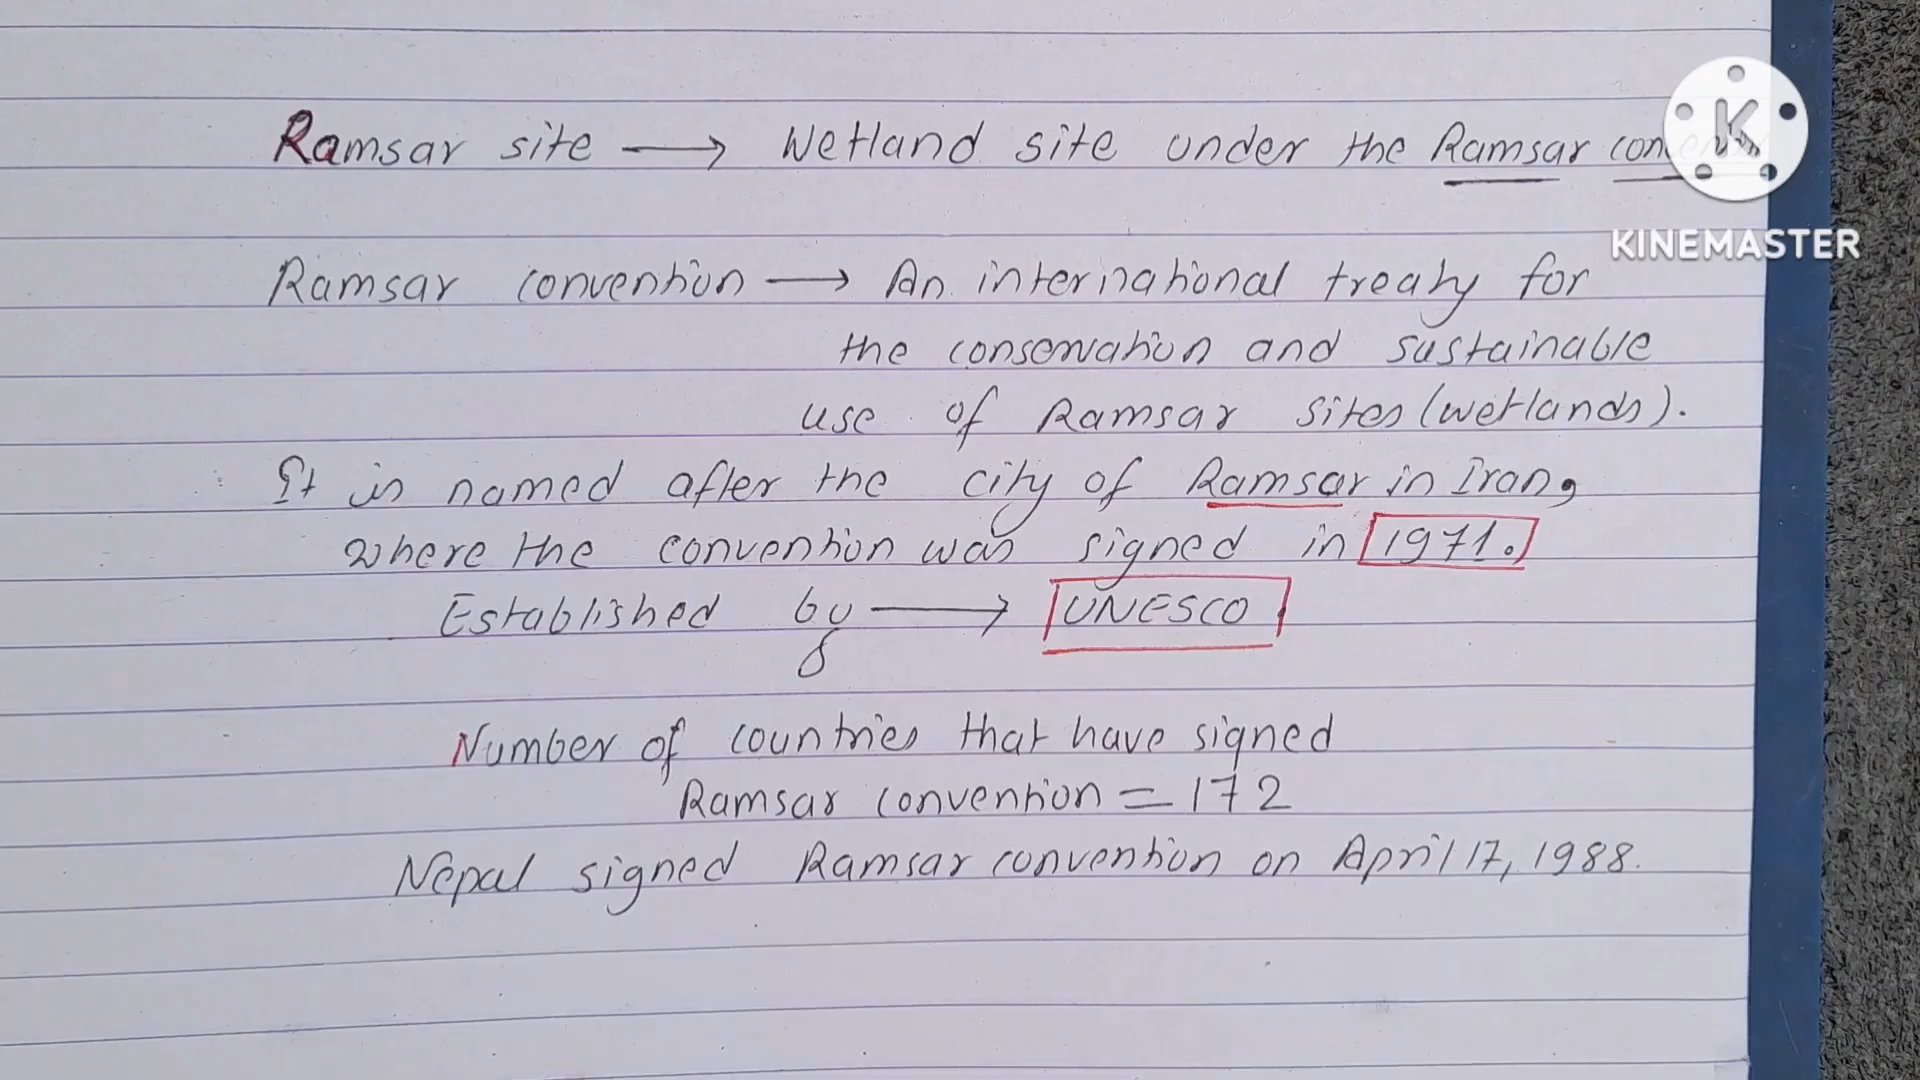 Ramsar site → Wetland site under the Ramsar
KINEMASTER
Ramsar convention → An international treaty for
the conservation and sustainable
use of Ramsar sites (wetlands).
It is named after the city of Ramsar in Iran,
where the convention was signed in 1971.
Established by → UNESCO
Number of countries that have signed
Ramsar convention = 172
Nepal signed Ramsar convention on April 17, 1988.